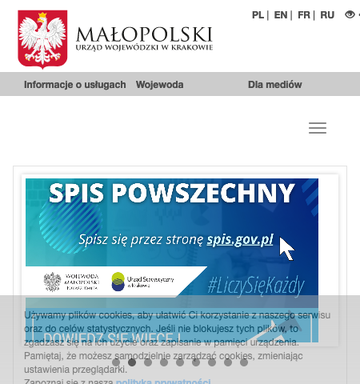 PL | EN | FR | RU
MAŁOPOLSKI
URZĄD WOJEWÓDZKI W KRAKOWIE
Informacje o usługach Wojewoda Dla mediów
SPIS POWSZECHNY
Spisz się przez stronę spis.gov.pl
WOJEWODA
MAŁOPOLSKI
Urząd Statystyczny
w Krakowie
#LiczySięKażdy
Używamy plików cookies, aby ułatwić Ci korzystanie z naszego serwisu
oraz do celów statystycznych. Jeśli nie blokujesz tych plików, to
DOWIEDZ SIĘ WIĘCEJ
zgadzasz się na ich użycie oraz zapisanie w pamięci urządzenia.
Pamiętaj, że możesz samodzielnie zarządzać cookies, zmieniając
ustawienia przeglądarki.
Zapoznaj się z naszą polityką prywatności